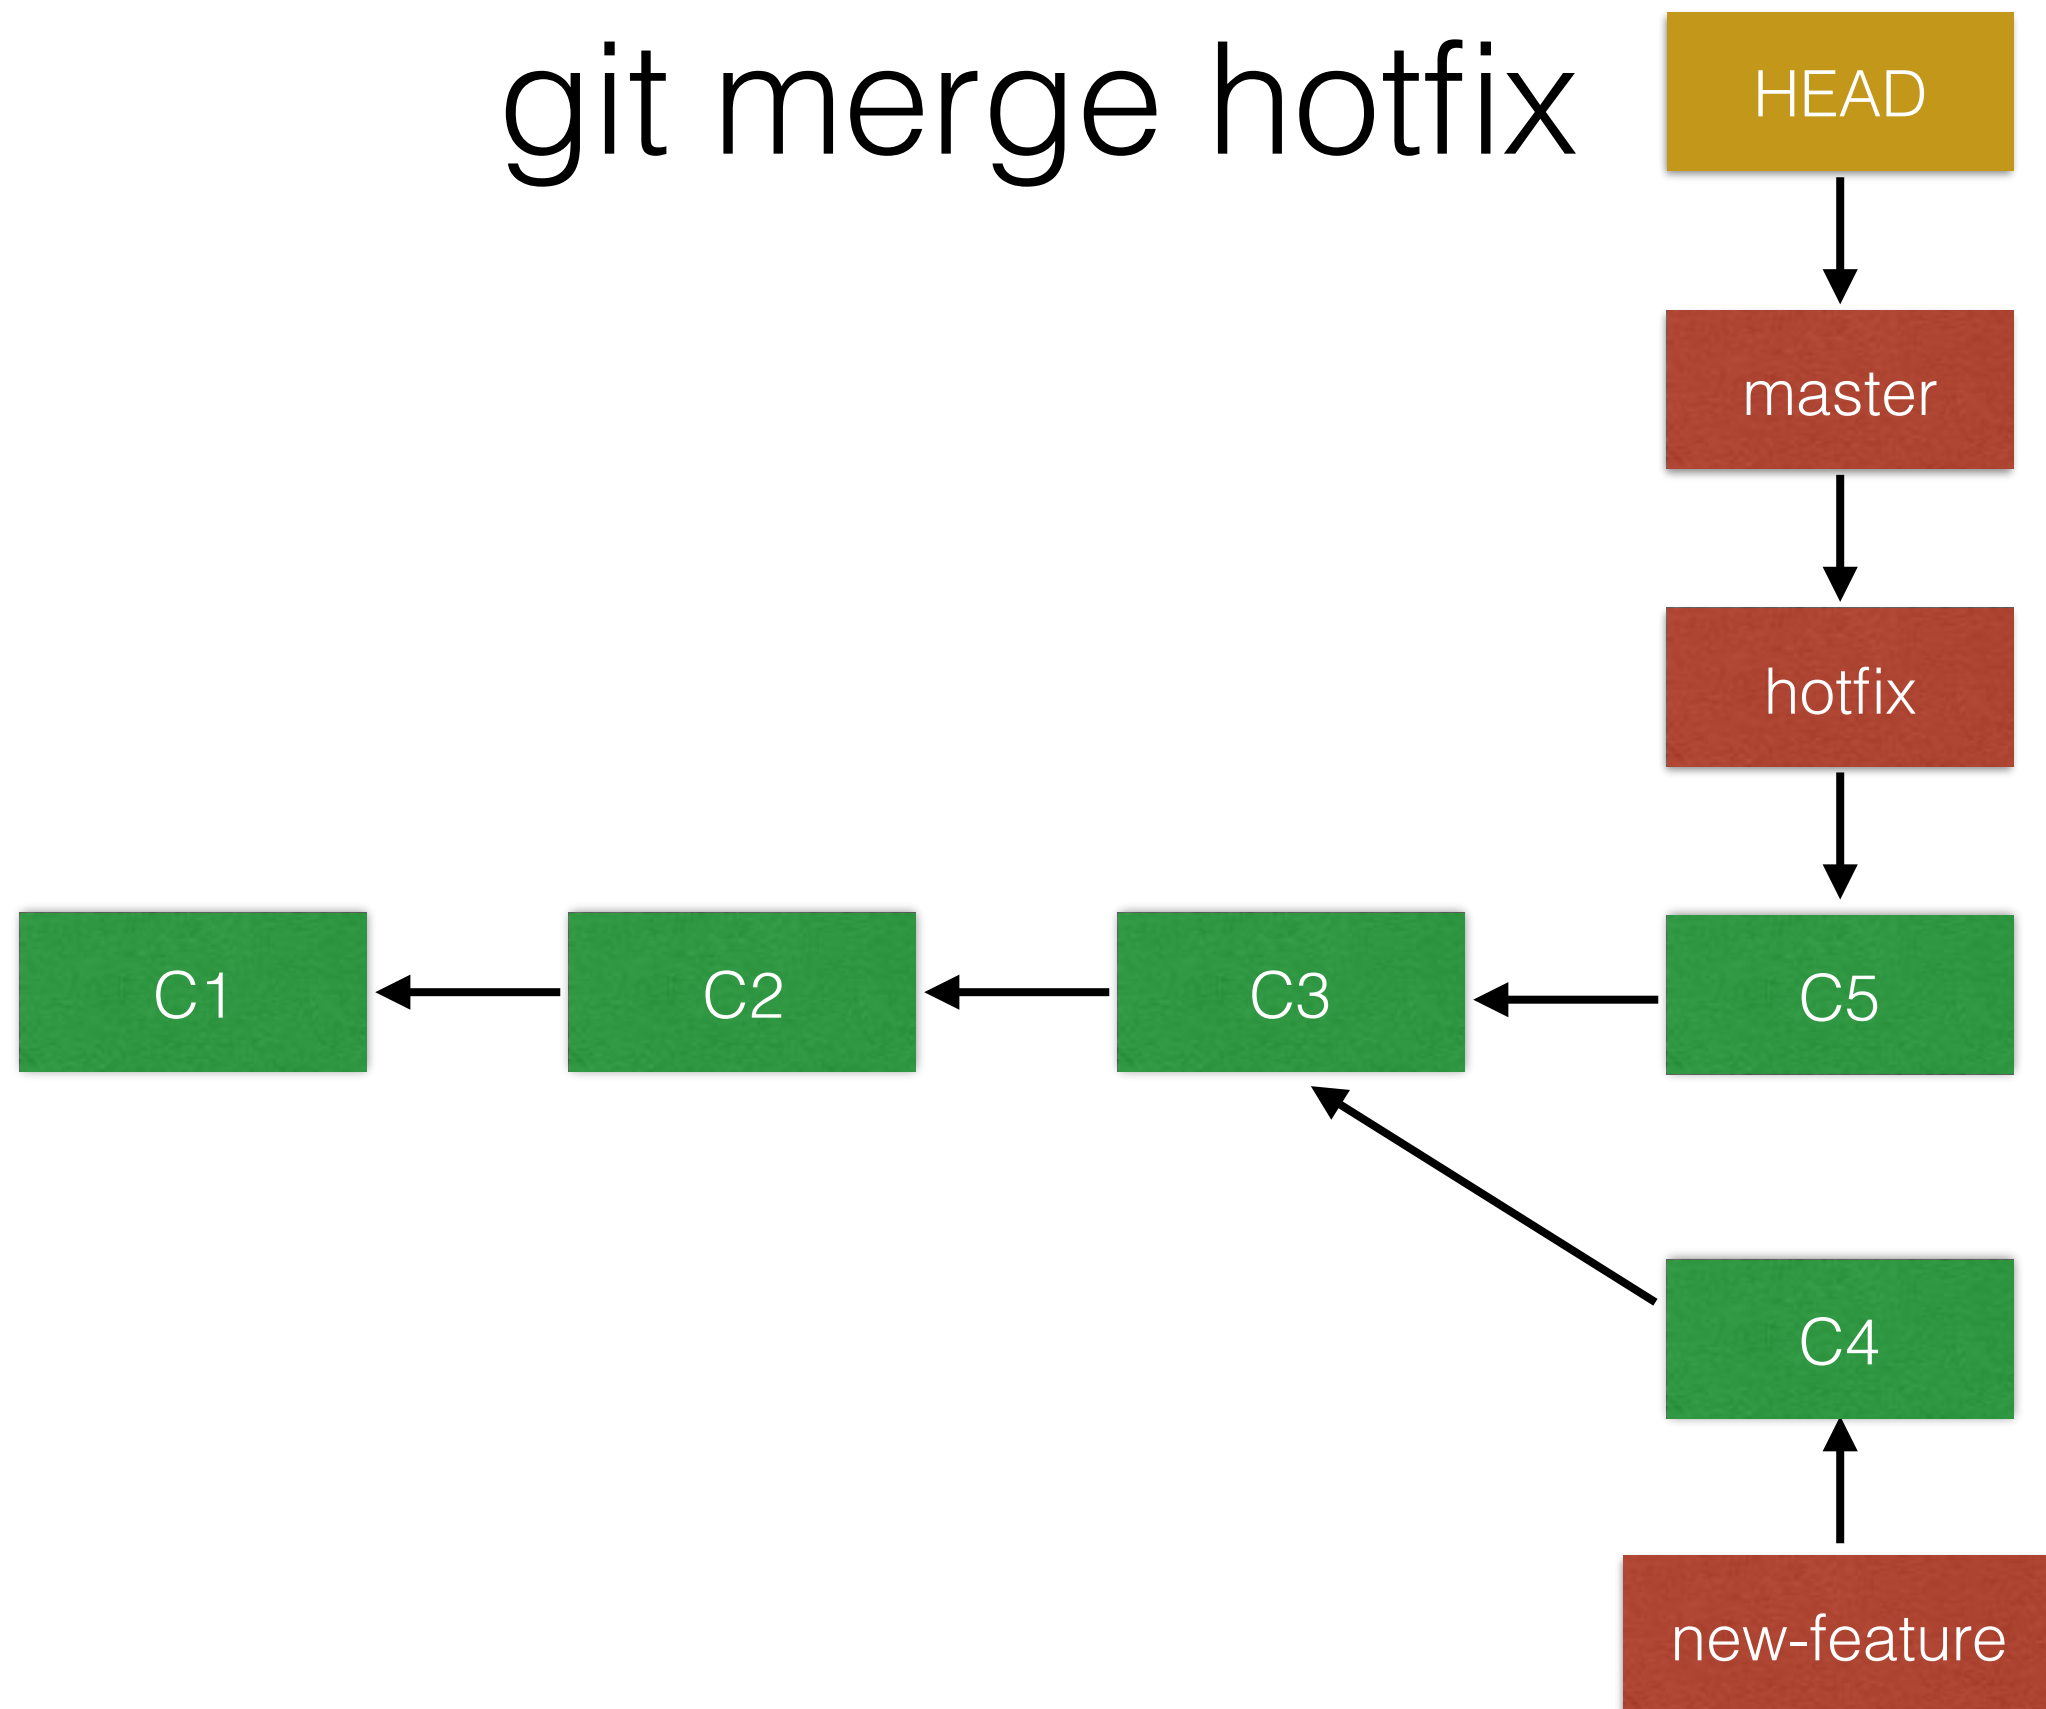 git merge hotfix
HEAD
master
hotfix
C1
C2
C3
C5
C4
new-feature